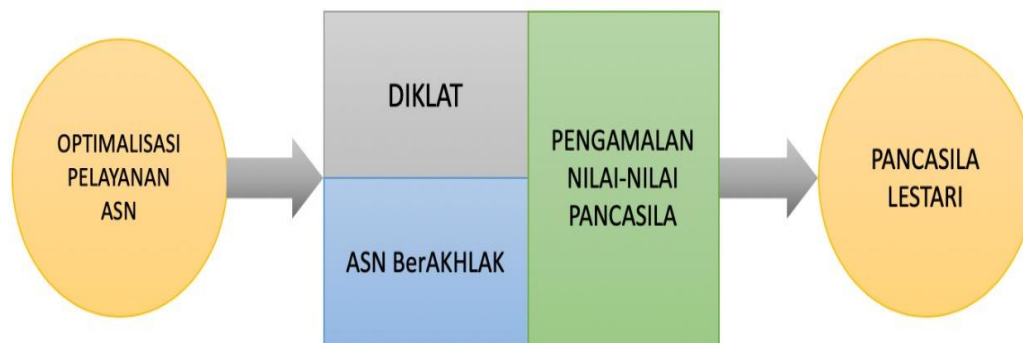 OPTIMALISASI
PELAYANAN
ASN
DIKLAT
ASN BerAKHLAK
PENGAMALAN
NILAI-NILAI
PANCASILA
PANCASILA
LESTARI